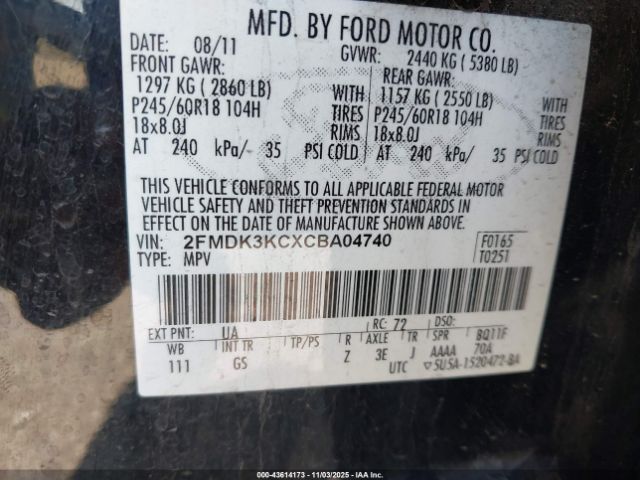 MFD. BY FORD MOTOR CO.
DATE: 08/11 GVWR: 2440 KG ( 5380 LB)
FRONT GAWR: REAR GAWR:
1297 KG ( 2860 LB) WITH 1157 KG ( 2550 LB) WITH
P245/60R18 104H TIRES P245/60R18 104H TIRES
18x8.0J RIMS 18x8.0J RIMS
AT 240 kPa/ 35 PSI COLD AT 240 kPa/ 35 PSI COLD
THIS VEHICLE CONFORMS TO ALL APPLICABLE FEDERAL MOTOR
VEHICLE SAFETY AND THEFT PREVENTION STANDARDS IN
EFFECT ON THE DATE OF MANUFACTURE SHOWN ABOVE.
VIN: 2FMDK3KCXCBA04740 F0165
TYPE: MPV T0251
EXT PNT: UA RC: 72 DSO:
WB INT TR TP/PS R AXLE TR SPR BQ11F
111 GS Z 3E J AAAA 70A
UTC ▽5U5A-1520472-BA
000-43614173 - 11/03/2025 - IAAI